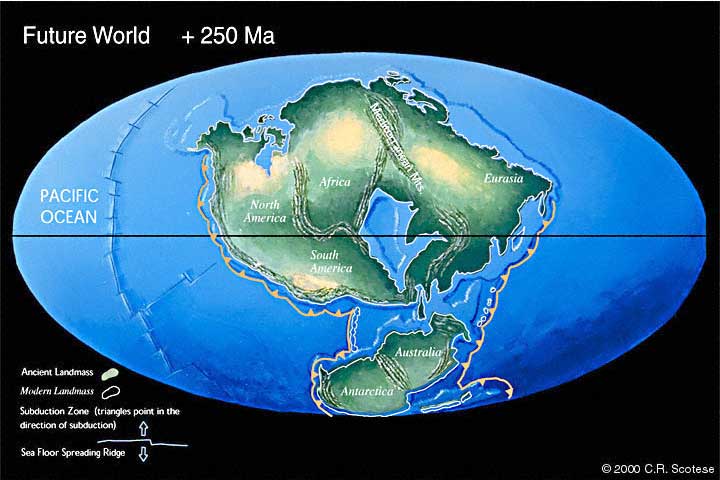 Future World + 250 Ma
Mediterranean Mts.
Eurasia
Africa
PACIFIC
OCEAN
North
America
South
America
Australia
Antarctica
Ancient Landmass
Modern Landmass
Subduction Zone (triangles point in the
direction of subduction)
Sea Floor Spreading Ridge
© 2000 C.R. Scotese